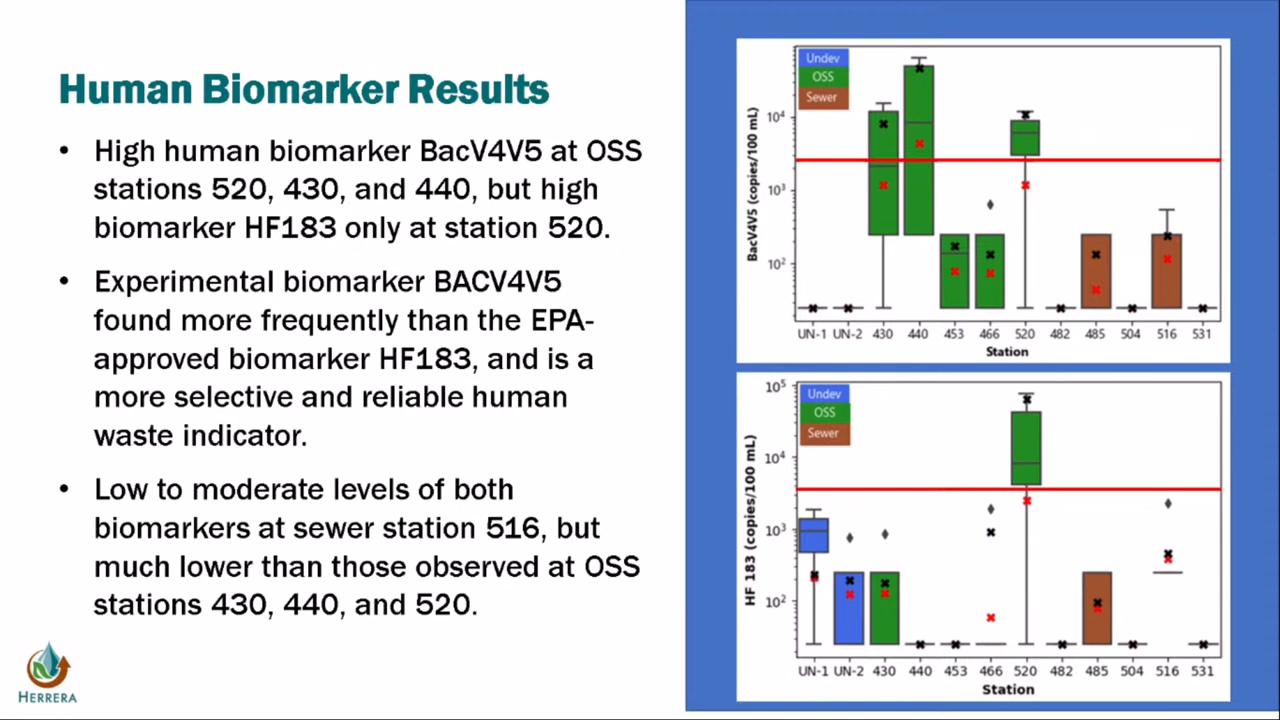 Human Biomarker Results
• High human biomarker BacV4V5 at OSS
stations 520, 430, and 440, but high
biomarker HF183 only at station 520.
• Experimental biomarker BACV4V5
found more frequently than the EPA-
approved biomarker HF183, and is a
more selective and reliable human
waste indicator.
• Low to moderate levels of both
biomarkers at sewer station 516, but
much lower than those observed at OSS
stations 430, 440, and 520.
HERRERA
Undev
OSS
Sewer
BacV4V5 (copies/100 mL)
10⁴
10³
10²
UN-1 UN-2 430 440 453 466 520 482 485 504 516 531
Station
Undev
OSS
Sewer
HF 183 (copies/100 mL)
10⁵
10⁴
10³
10²
UN-1 UN-2 430 440 453 466 520 482 485 504 516 531
Station